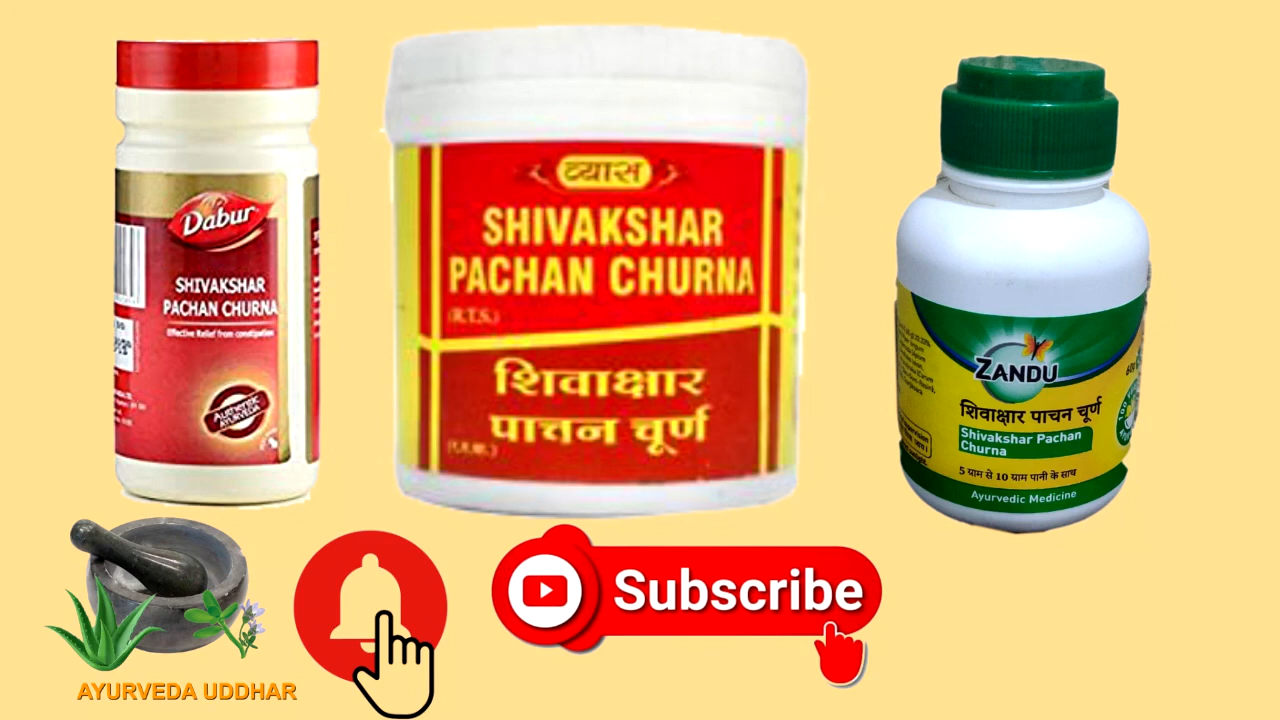 Dabur
SHIVAKSHAR
PACHAN CHURNA
Effective Relief from constipation
AUTHENTIC
AYURVEDA
व्यास
SHIVAKSHAR
PACHAN CHURNA
(R.T.S.)
शिवाक्षार
पाचन चूर्ण
ZANDU
शिवाक्षार पाचन चूर्ण
Shivakshar Pachan
Churna
5 ग्राम से 10 ग्राम पानी के साथ
Ayurvedic Medicine
AYURVEDA UDDHAR
Subscribe